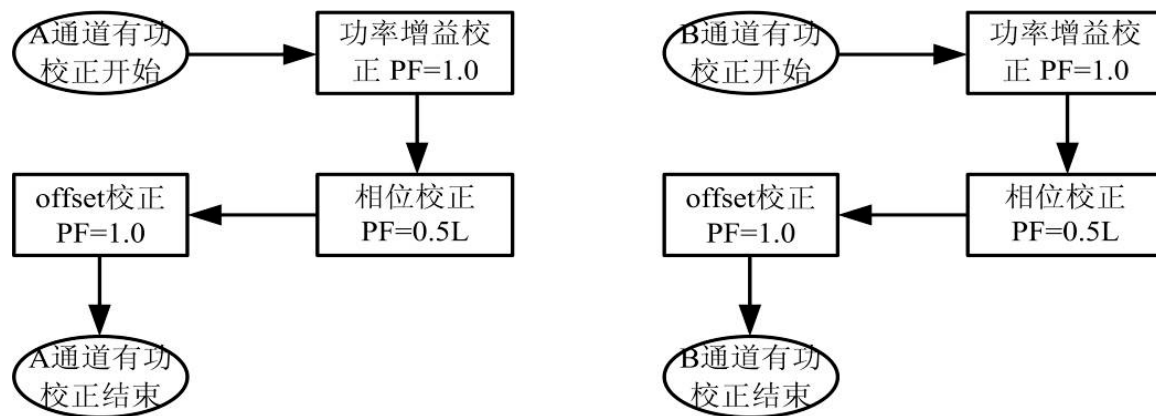 A通道有功
校正开始
功率增益校
正 PF=1.0
相位校正
PF=0.5L
offset校正
PF=1.0
A通道有功
校正结束
B通道有功
校正开始
功率增益校
正 PF=1.0
相位校正
PF=0.5L
offset校正
PF=1.0
B通道有功
校正结束